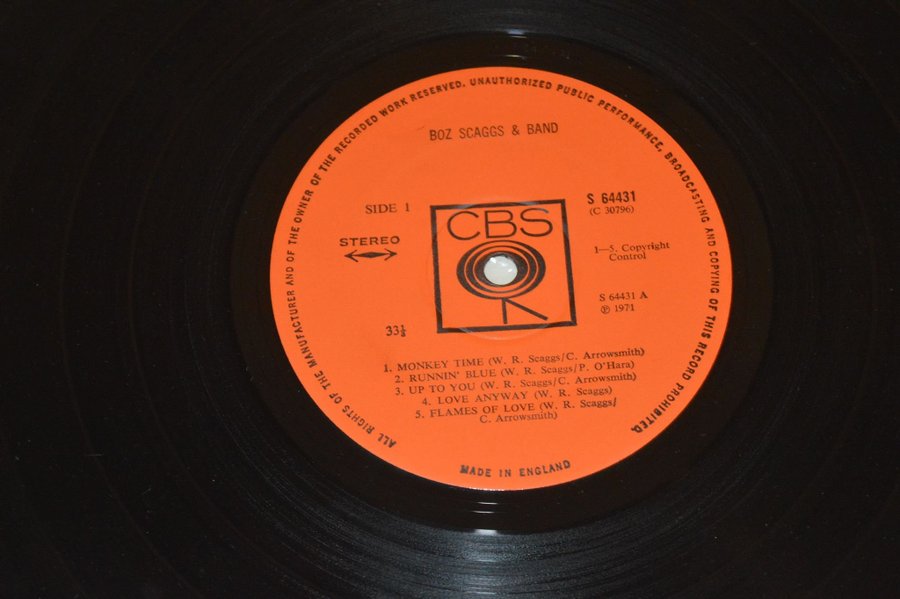 ALL RIGHTS OF THE MANUFACTURER AND OF THE OWNER OF THE RECORDED WORK RESERVED. UNAUTHORIZED PUBLIC PERFORMANCE, BROADCASTING AND COPYING OF THIS RECORD PROHIBITED.
BOZ SCAGGS & BAND
SIDE 1
STEREO
33⅓
CBS
S 64431
(C 30796)
1—5. Copyright
Control
S 64431 A
℗ 1971
1. MONKEY TIME (W. R. Scaggs/C. Arrowsmith)
2. RUNNIN' BLUE (W. R. Scaggs/P. O'Hara)
3. UP TO YOU (W. R. Scaggs/C. Arrowsmith)
4. LOVE ANYWAY (W. R. Scaggs)
5. FLAMES OF LOVE (W. R. Scaggs/
C. Arrowsmith)
MADE IN ENGLAND